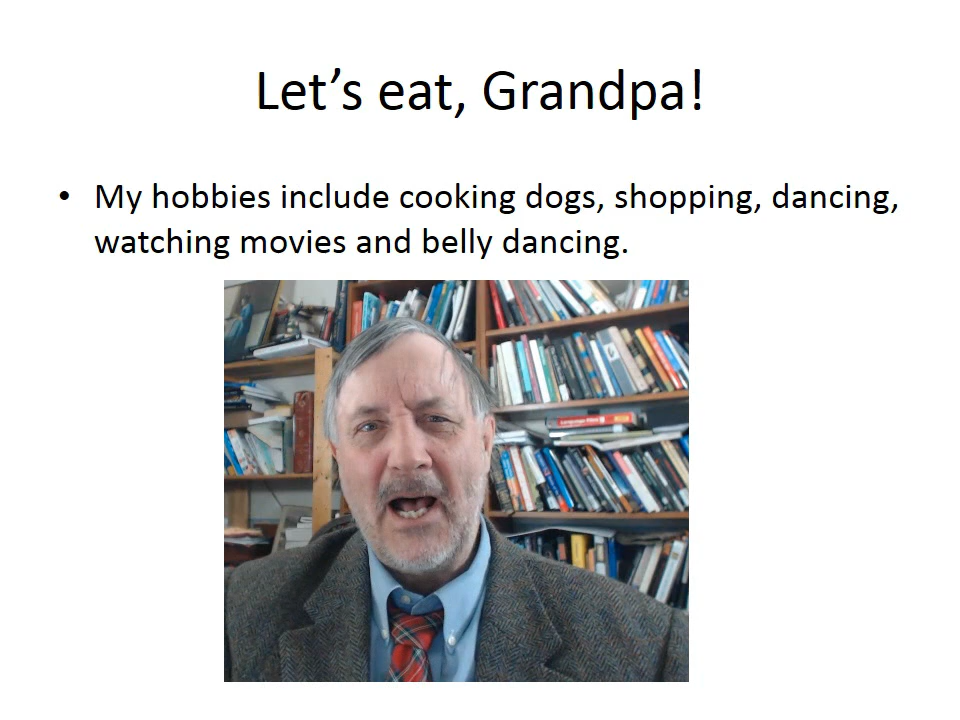 Let’s eat, Grandpa!
• My hobbies include cooking dogs, shopping, dancing,
watching movies and belly dancing.